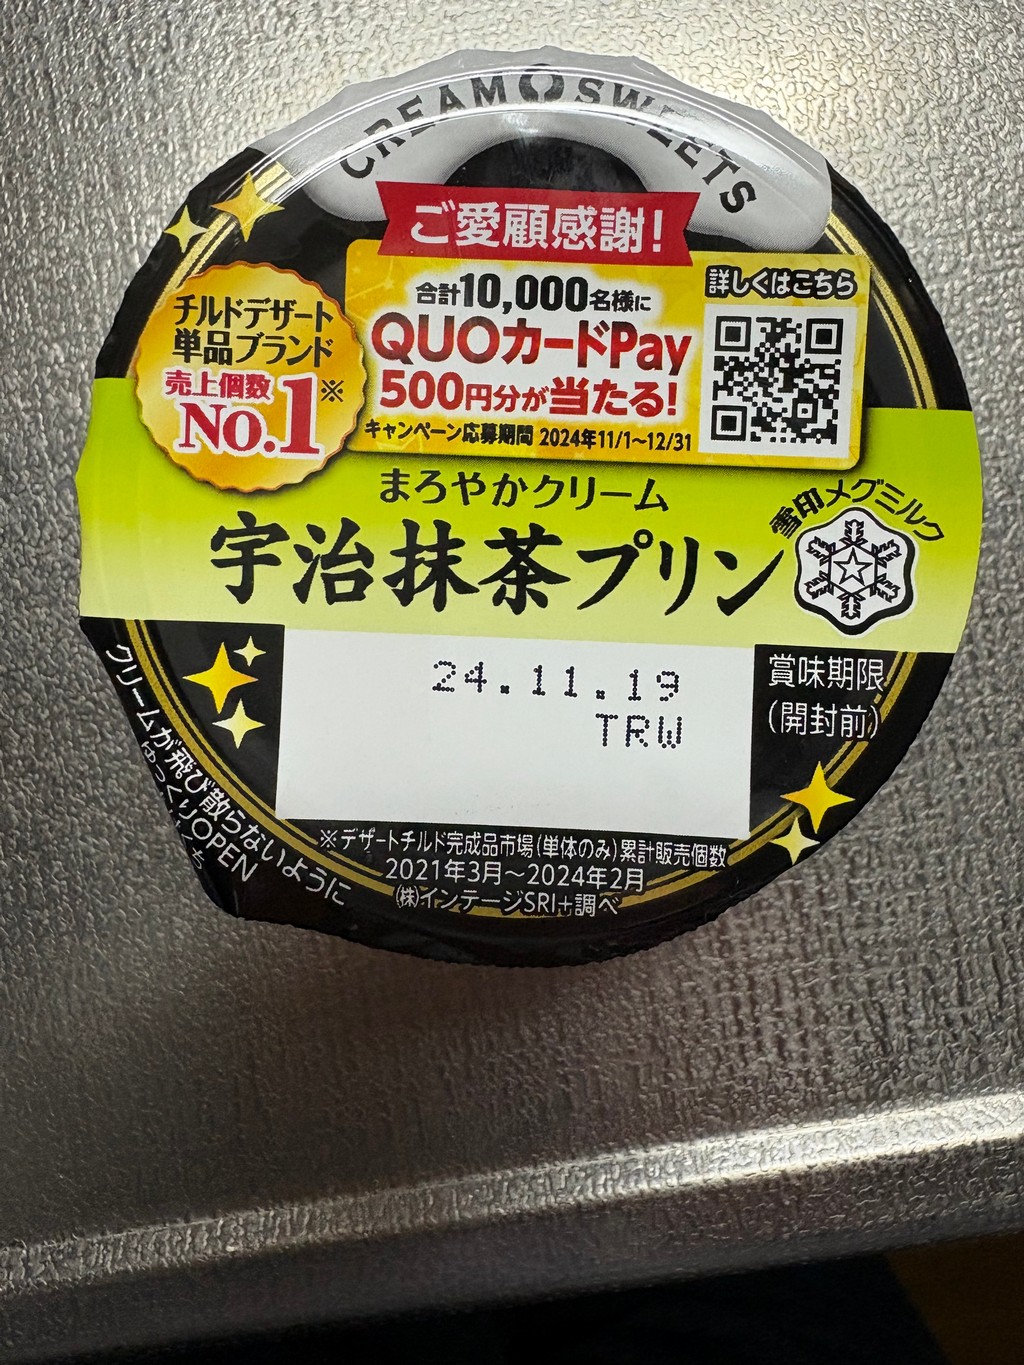 CREAM SWEETS
ご愛顧感謝!
チルドデザート
単品ブランド
売上個数
No.1※
合計10,000名様に
QUOカードPay
500円分が当たる!
キャンペーン応募期間 2024年11/1~12/31
詳しくはこちら
まろやかクリーム
宇治抹茶プリン
雪印メグミルク
24.11.19
TRW
賞味期限
(開封前)
クリームが飛び散らないように
ゆっくりOPEN
※デザートチルド完成品市場(単体のみ)累計販売個数
2021年3月~2024年2月
㈱インテージSRI+調べ